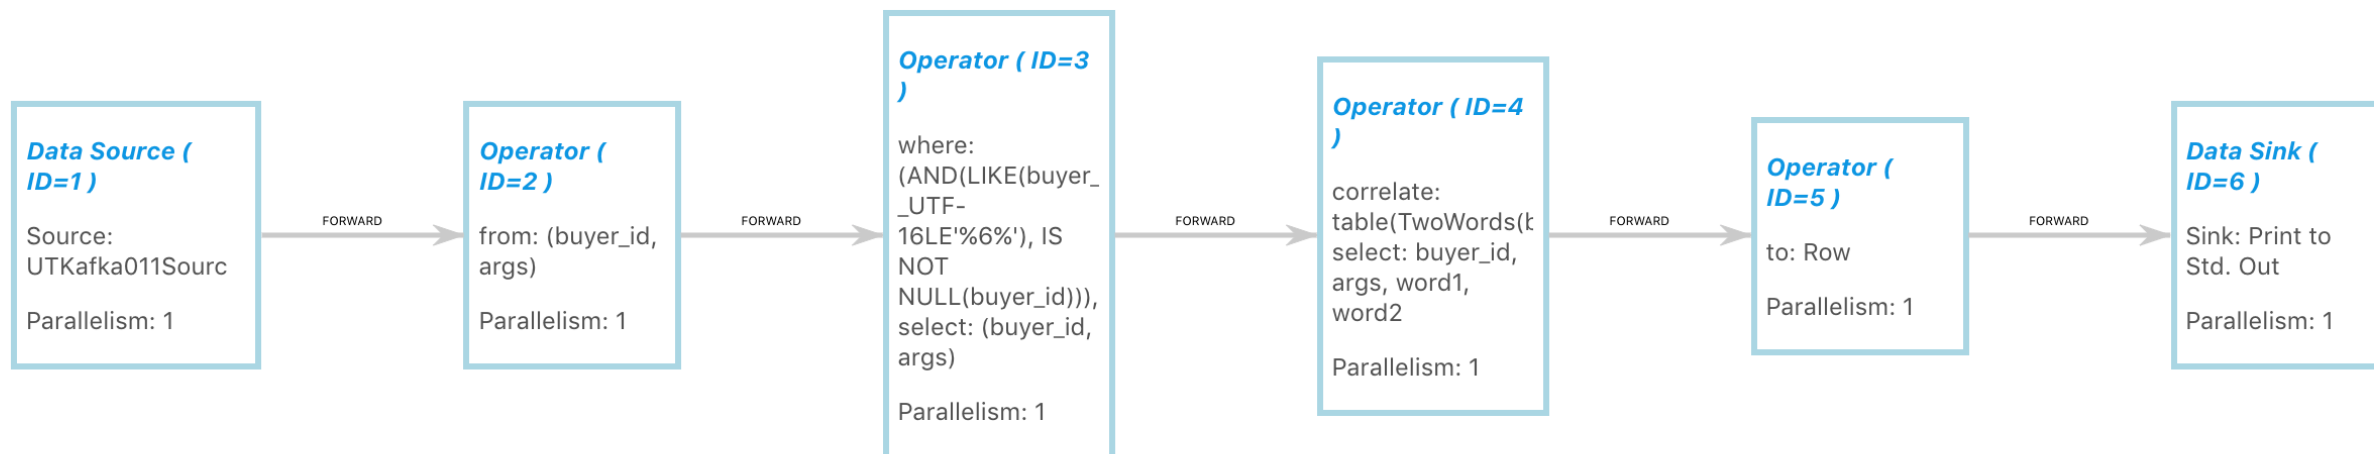 Data Source (
ID=1 )
Source:
UTKafka011Sourc
Parallelism: 1
FORWARD
Operator (
ID=2 )
from: (buyer_id,
args)
Parallelism: 1
FORWARD
Operator ( ID=3
)
where:
(AND(LIKE(buyer_
_UTF-
16LE'%6%'), IS
NOT
NULL(buyer_id))),
select: (buyer_id,
args)
Parallelism: 1
FORWARD
Operator ( ID=4
)
correlate:
table(TwoWords(b
select: buyer_id,
args, word1,
word2
Parallelism: 1
FORWARD
Operator (
ID=5 )
to: Row
Parallelism: 1
FORWARD
Data Sink (
ID=6 )
Sink: Print to
Std. Out
Parallelism: 1